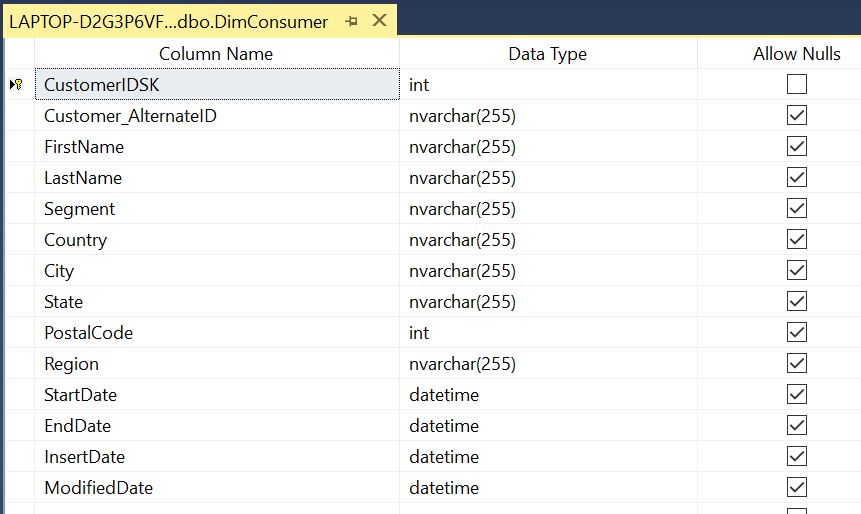 LAPTOP-D2G3P6VF...dbo.DimConsumer
Column Name Data Type Allow Nulls
CustomerIDSK int
Customer_AlternateID nvarchar(255)
FirstName nvarchar(255)
LastName nvarchar(255)
Segment nvarchar(255)
Country nvarchar(255)
City nvarchar(255)
State nvarchar(255)
PostalCode int
Region nvarchar(255)
StartDate datetime
EndDate datetime
InsertDate datetime
ModifiedDate datetime